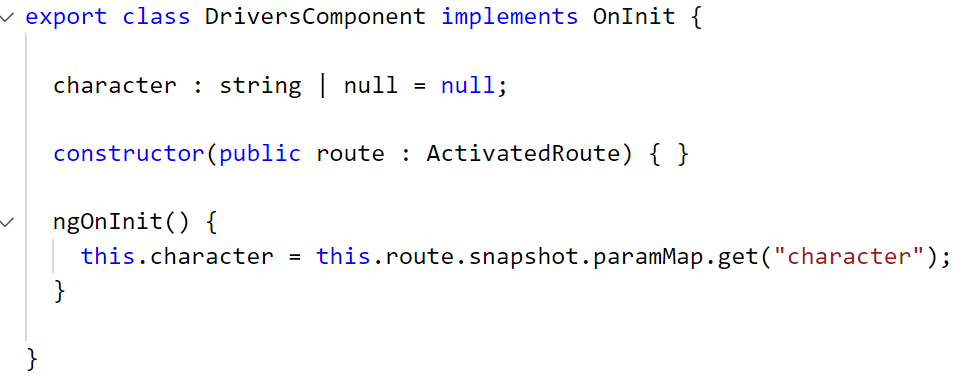 export class DriversComponent implements OnInit {
character : string | null = null;
constructor(public route : ActivatedRoute) { }
ngOnInit() {
this.character = this.route.snapshot.paramMap.get("character");
}
}